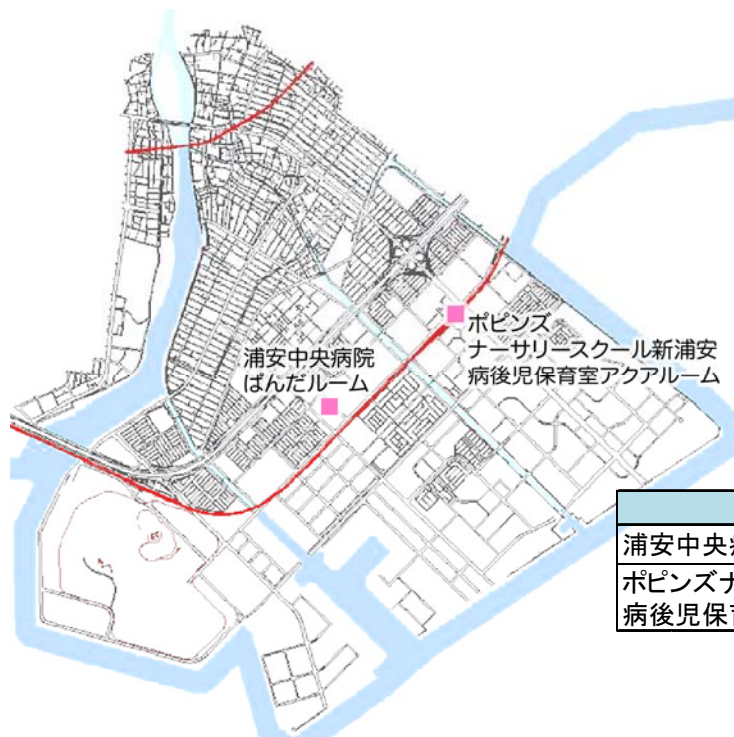 ポピンズ
ナーサリースクール新浦安
病後児保育室アクアルーム
浦安中央病院
ぱんだルーム
浦安中央
ポピンズナ
病後児保